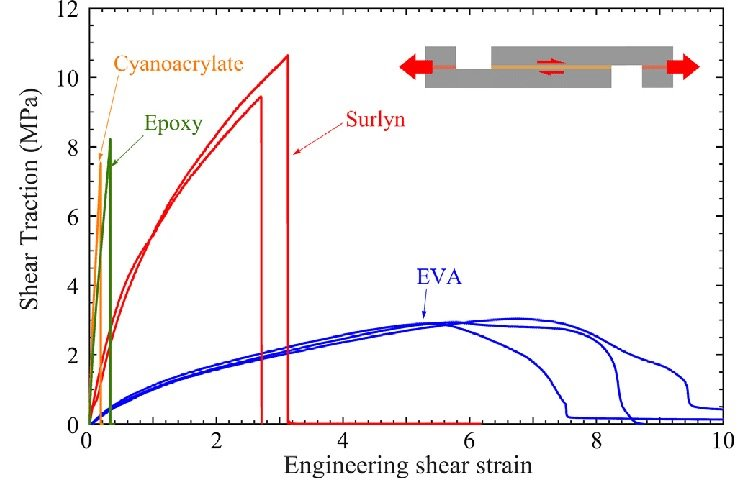 12
10
8
6
4
2
0
Shear Traction (MPa)
Cyanoacrylate
Epoxy
Surlyn
EVA
0 2 4 6 8 10
Engineering shear strain